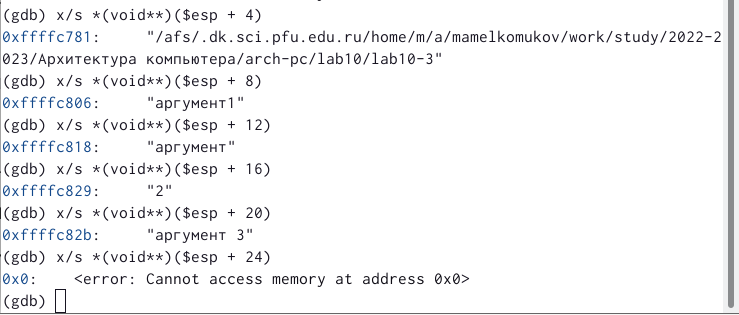 (gdb) x/s *(void**)($esp + 4)
0xffffc781:     "/afs/.dk.sci.pfu.edu.ru/home/m/a/mamelkomukov/work/study/2022-2
023/Архитектура компьютера/arch-pc/lab10/lab10-3"
(gdb) x/s *(void**)($esp + 8)
0xffffc806:     "аргумент1"
(gdb) x/s *(void**)($esp + 12)
0xffffc818:     "аргумент"
(gdb) x/s *(void**)($esp + 16)
0xffffc829:     "2"
(gdb) x/s *(void**)($esp + 20)
0xffffc82b:     "аргумент 3"
(gdb) x/s *(void**)($esp + 24)
0x0:    <error: Cannot access memory at address 0x0>
(gdb)